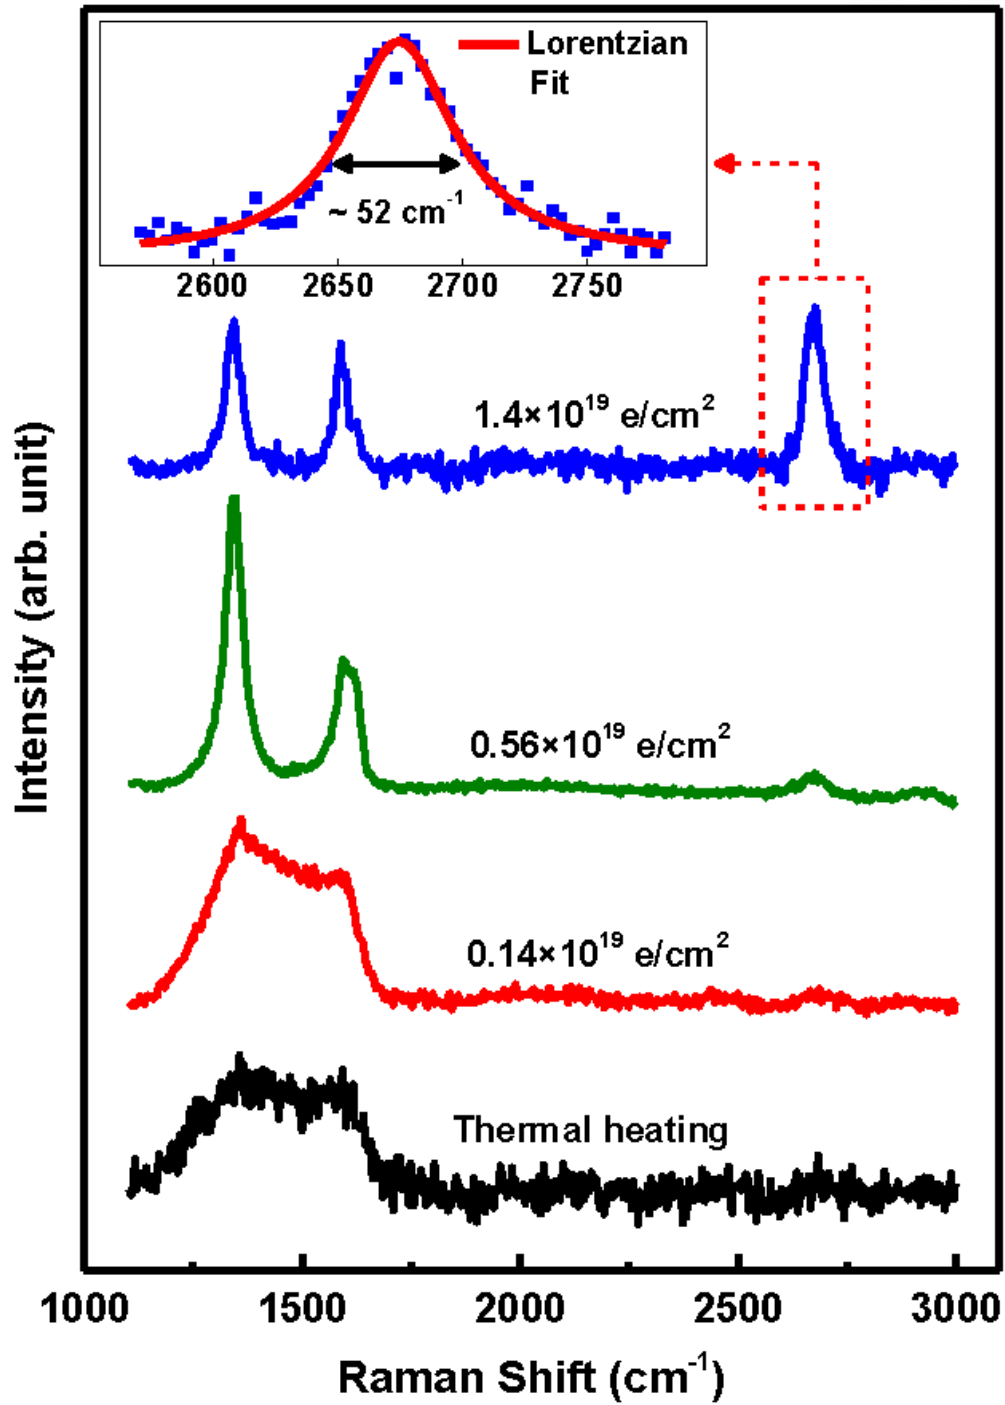 Lorentzian
Fit
~ 52 cm⁻¹
2600 2650 2700 2750
1.4×10¹⁹ e/cm²
0.56×10¹⁹ e/cm²
0.14×10¹⁹ e/cm²
Thermal heating
Intensity (arb. unit)
1000 1500 2000 2500 3000
Raman Shift (cm⁻¹)